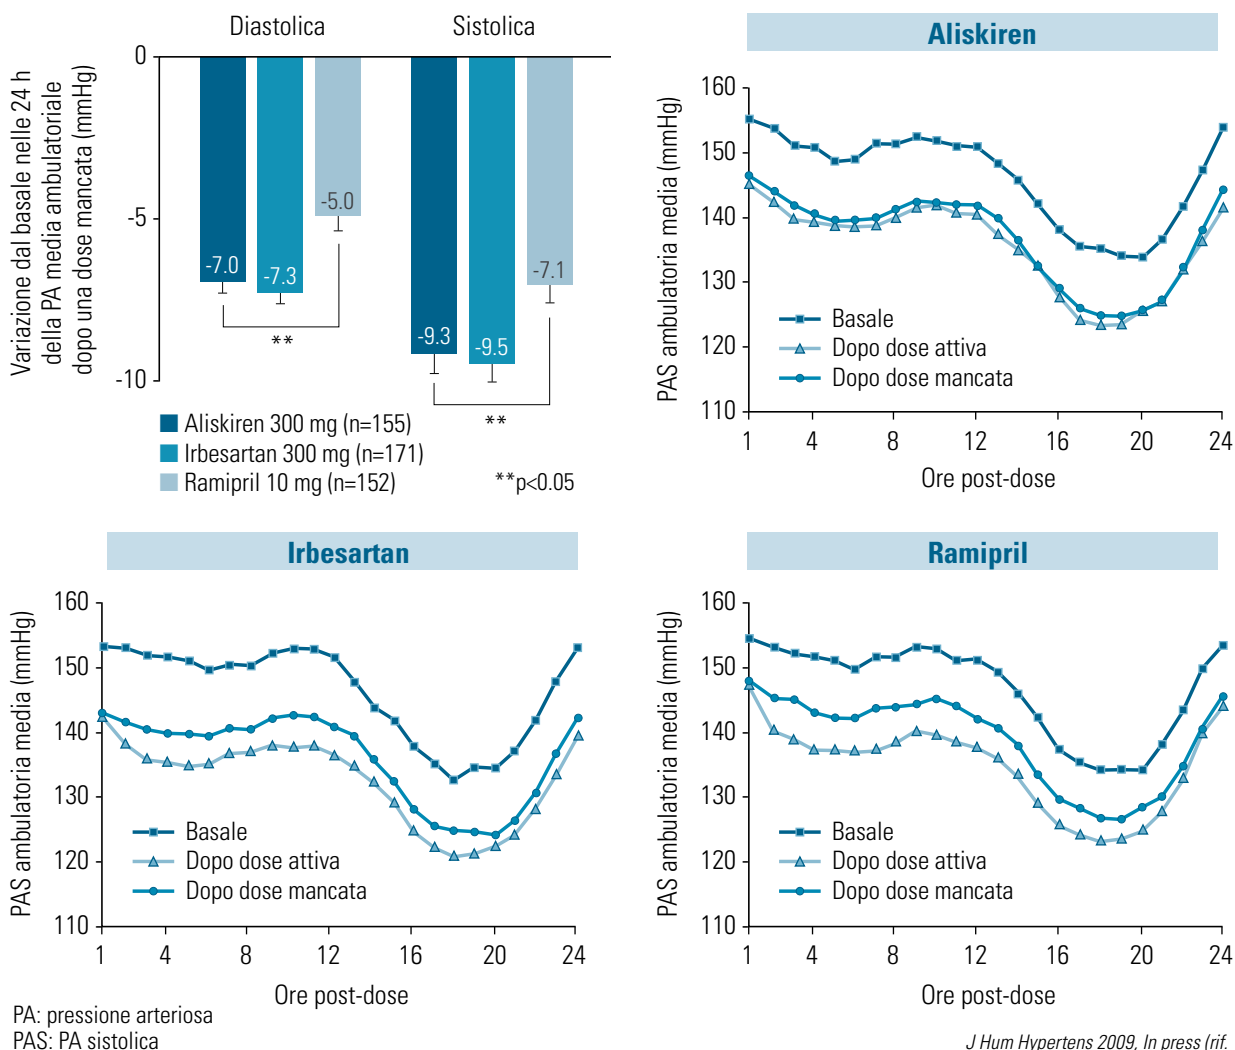 Diastolica
Sistolica
Variazione dal basale nelle 24 h
della PA media ambulatoriale
dopo una dose mancata (mmHg)
0
-5
-10
-7.0
-7.3
-5.0
-9.3
-9.5
-7.1
**
**
Aliskiren 300 mg (n=155)
Irbesartan 300 mg (n=171)
Ramipril 10 mg (n=152)
**p<0.05
Aliskiren
PAS ambulatoria media (mmHg)
160
150
140
130
120
110
Basale
Dopo dose attiva
Dopo dose mancata
1 4 8 12 16 20 24
Ore post-dose
Irbesartan
PAS ambulatoria media (mmHg)
160
150
140
130
120
110
Basale
Dopo dose attiva
Dopo dose mancata
1 4 8 12 16 20 24
Ore post-dose
Ramipril
PAS ambulatoria media (mmHg)
160
150
140
130
120
110
Basale
Dopo dose attiva
Dopo dose mancata
1 4 8 12 16 20 24
Ore post-dose
PA: pressione arteriosa
PAS: PA sistolica
J Hum Hypertens 2009, In press (rif.